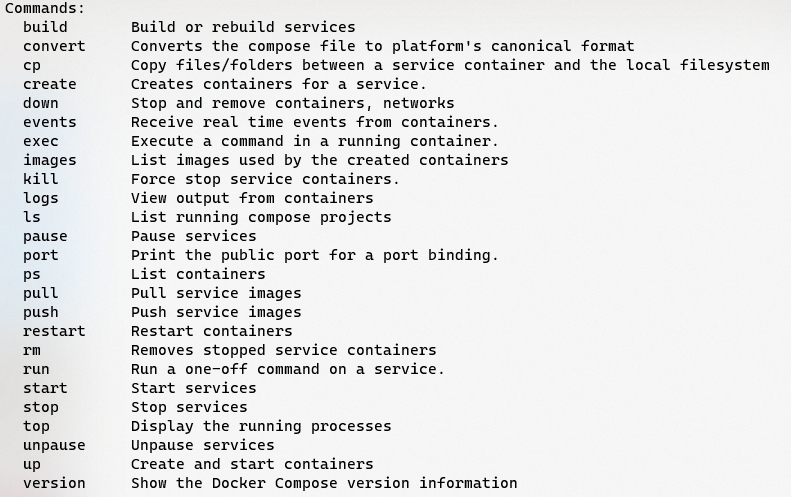 Commands:
  build       Build or rebuild services
  convert     Converts the compose file to platform's canonical format
  cp          Copy files/folders between a service container and the local filesystem
  create      Creates containers for a service.
  down        Stop and remove containers, networks
  events      Receive real time events from containers.
  exec        Execute a command in a running container.
  images      List images used by the created containers
  kill        Force stop service containers.
  logs        View output from containers
  ls          List running compose projects
  pause       Pause services
  port        Print the public port for a port binding.
  ps          List containers
  pull        Pull service images
  push        Push service images
  restart     Restart containers
  rm          Removes stopped service containers
  run         Run a one-off command on a service.
  start       Start services
  stop        Stop services
  top         Display the running processes
  unpause     Unpause services
  up          Create and start containers
  version     Show the Docker Compose version information